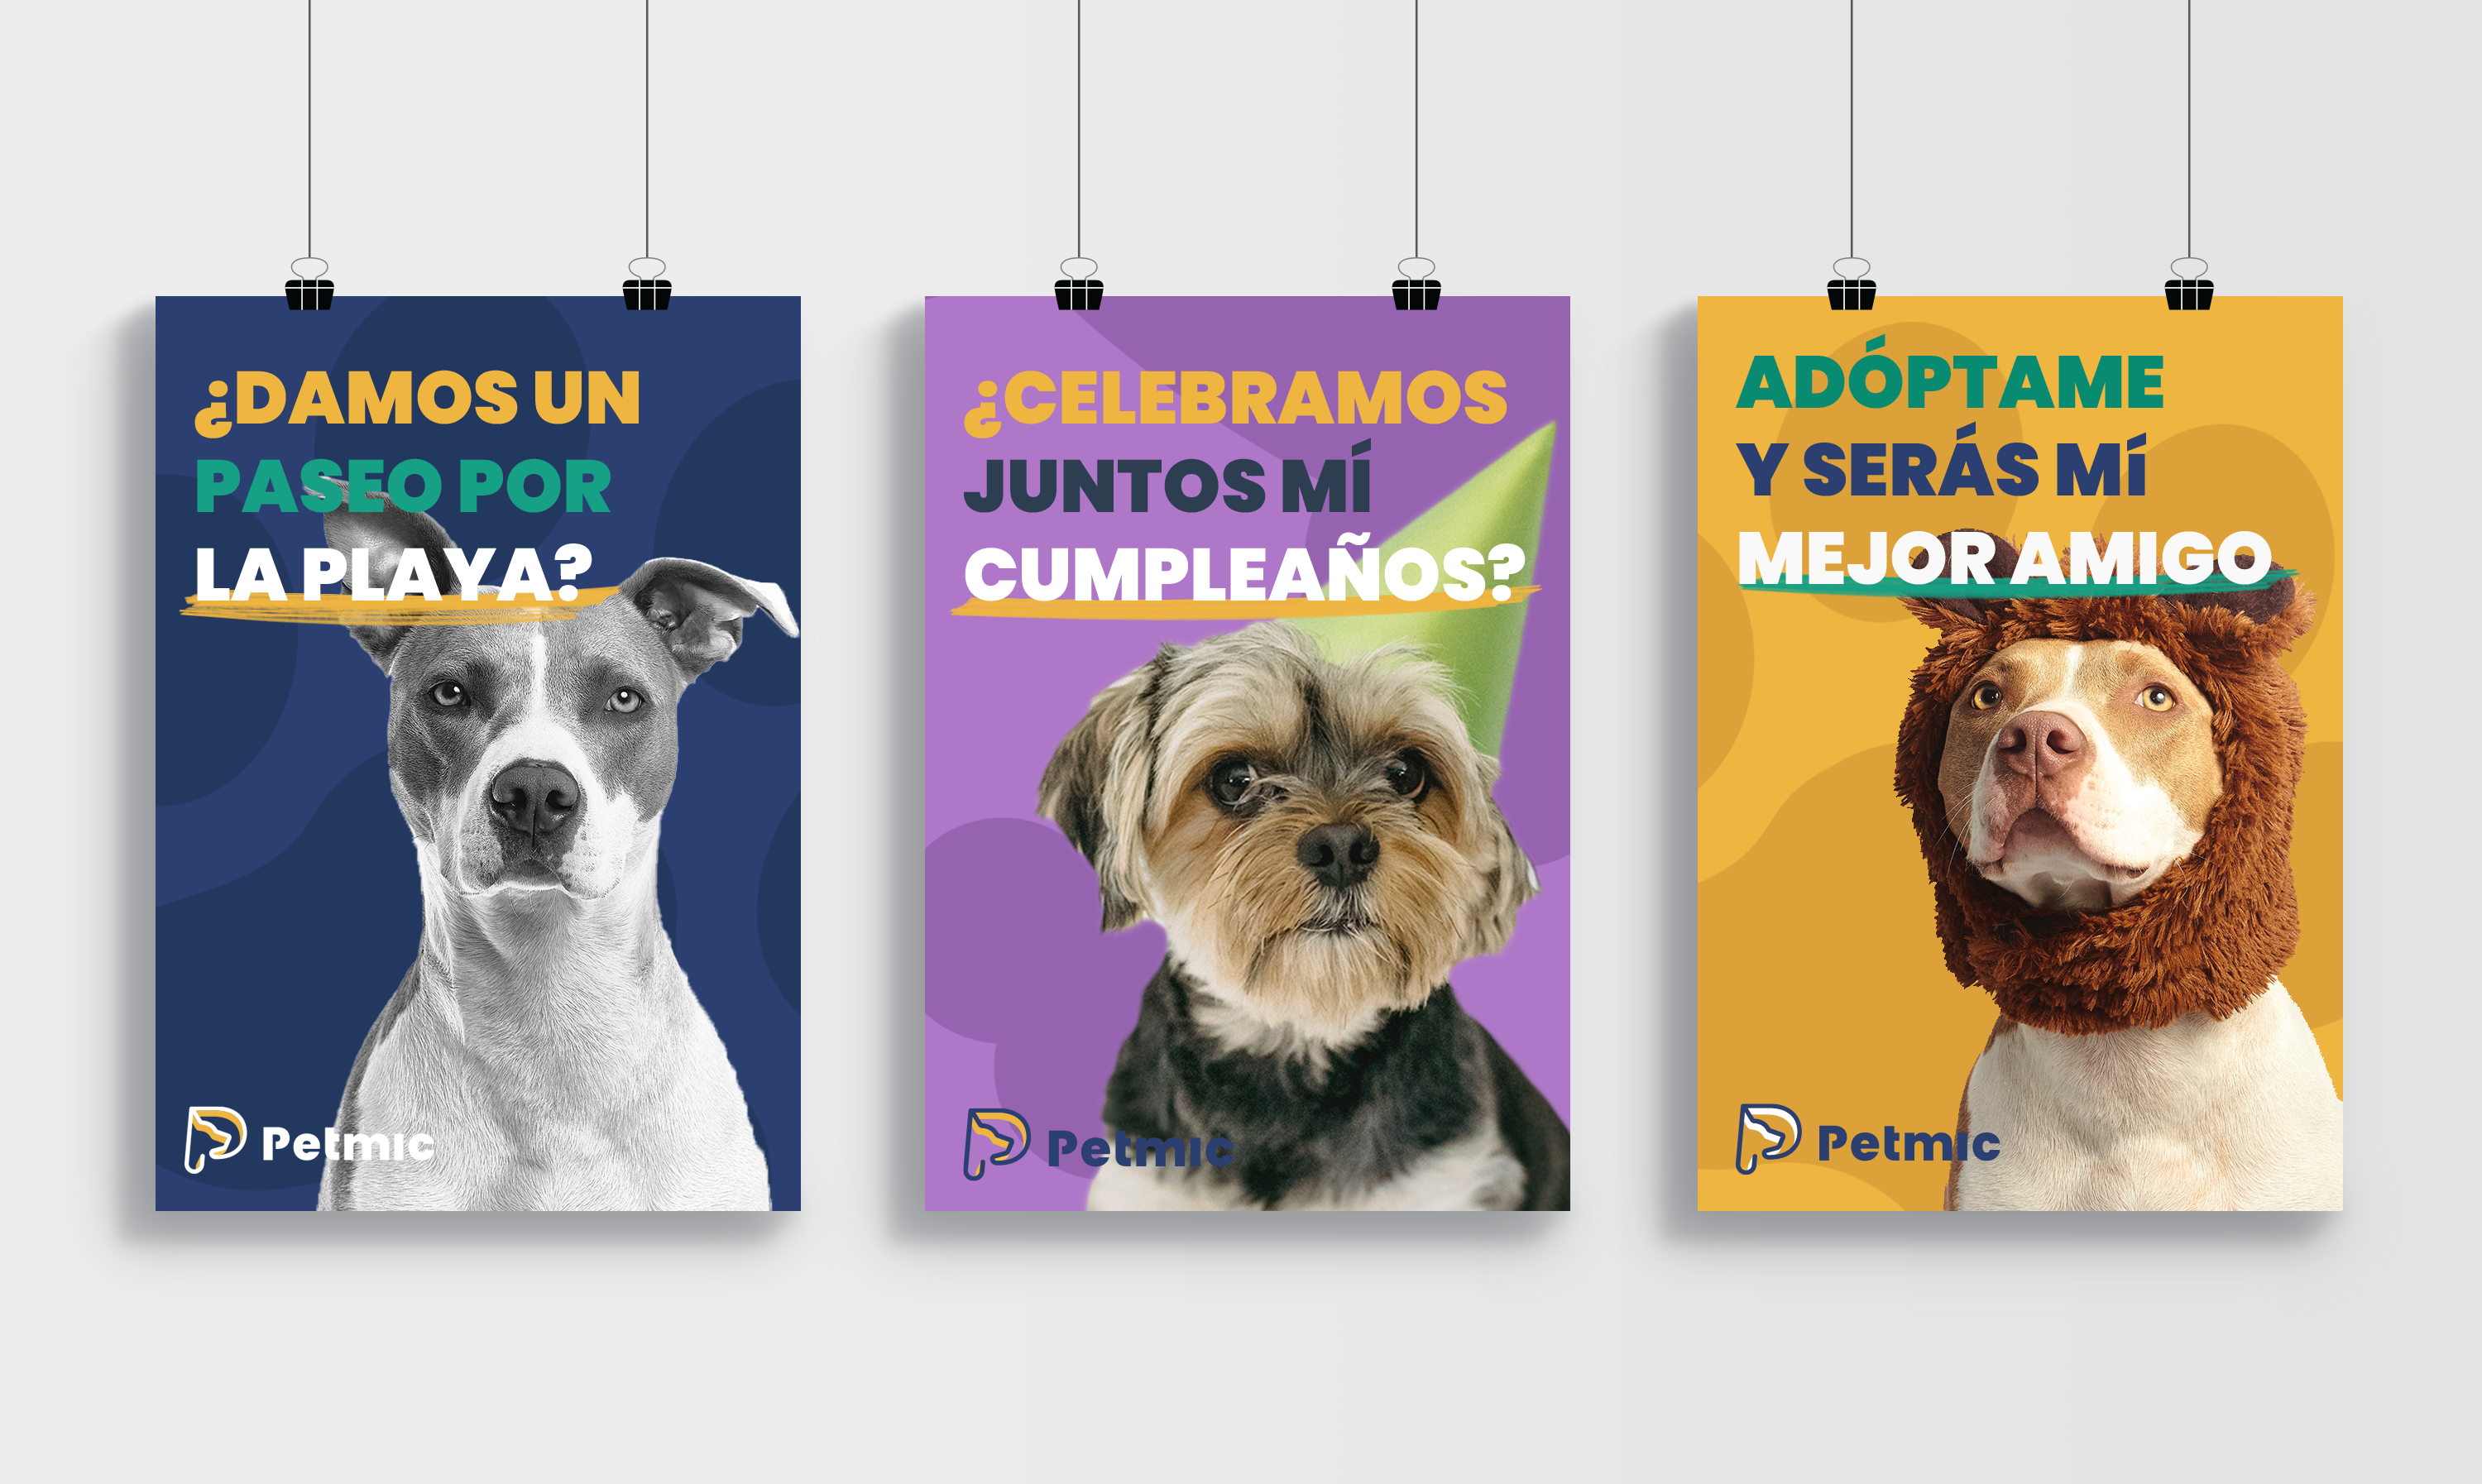 ¿DAMOS UN
PASEO POR
LA PLAYA?
Petmic
¿CELEBRAMOS
JUNTOS MÍ
CUMPLEAÑOS?
Petmic
ADÓPTAME
Y SERÁS MÍ
MEJOR AMIGO
Petmic